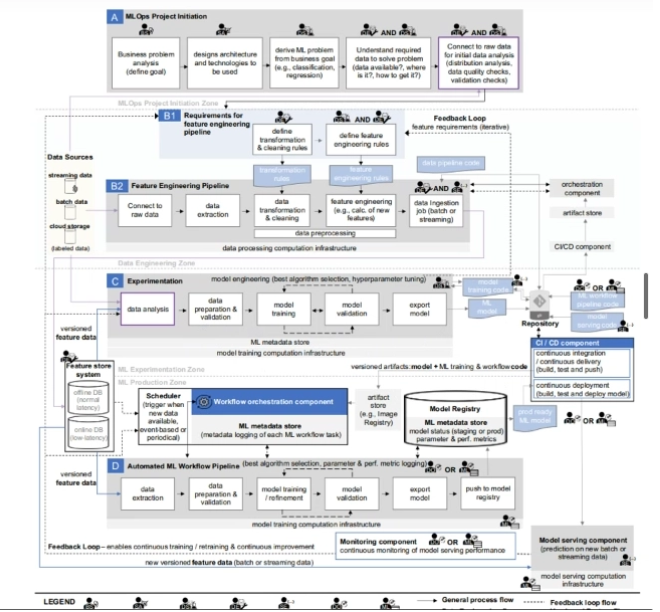 A MLOps Project Initiation
AND
AND
Business problem
analysis
(define goal)
designs architecture
and technologies to
be used
derive ML problem
from business goal
(e.g., classification,
regression)
Understand required
data to solve problem
(data available?, where
is it?, how to get it?)
Connect to raw data
for initial data analysis
(distribution analysis,
data quality checks,
validation checks)
MLOps Project Initiation Zone
B1 Requirements for
feature engineering
pipeline
AND
define
transformation
& cleaning rules
define feature
engineering rules
Feedback Loop
feature requirements (iterative)
Data Sources
streaming data
batch data
cloud storage
(labeled data)
transformation
rules
feature
engineering rules
data pipeline code
B2 Feature Engineering Pipeline
AND
Connect to
raw data
data
extraction
data
transformation
& cleaning
feature engineering
(e.g., calc. of new
features)
data Ingestion
job (batch or
streaming)
data preprocessing
data processing computation infrastructure
orchestration
component
artifact store
CI/CD component
Data Engineering Zone
C Experimentation
model engineering (best algorithm selection, hyperparameter tuning)
data analysis
data
preparation &
validation
model
training
model
validation
export
model
ML metadata store
model training computation infrastructure
model
training code
ML
model
Repository
OR
ML workflow
pipeline code
model
serving code
versioned
feature data
Feature store
system
offline DB
(normal
latency)
online DB
(low-latency)
versioned
feature data
ML Experimentation Zone
ML Production Zone
versioned artifacts: model + ML training & workflow code
CI / CD component
continuous integration
/ continuous delivery
(build, test and push)
continuous deployment
(build, test and deploy model)
Scheduler
(trigger when
new data
available,
event-based or
periodical)
Workflow orchestration component
ML metadata store
(metadata logging of each ML workflow task)
artifact
store
(e.g., Image
Registry)
Model Registry
ML metadata store
model status (staging or prod)
parameter & perf. metrics
prod ready
ML model
OR
D Automated ML Workflow Pipeline (best algorithm selection, parameter & perf. metric logging)
OR
data
extraction
data
preparation &
validation
model training
/ refinement
model
validation
export
model
push to model
registry
model training computation infrastructure
Monitoring component
OR
continuous monitoring of model serving performance
Feedback Loop – enables continuous training / retraining & continuous improvement
new versioned feature data (batch or streaming data)
Model serving component
(prediction on new batch or
streaming data)
model serving computation
infrastructure
LEGEND
General process flow
Feedback loop flow